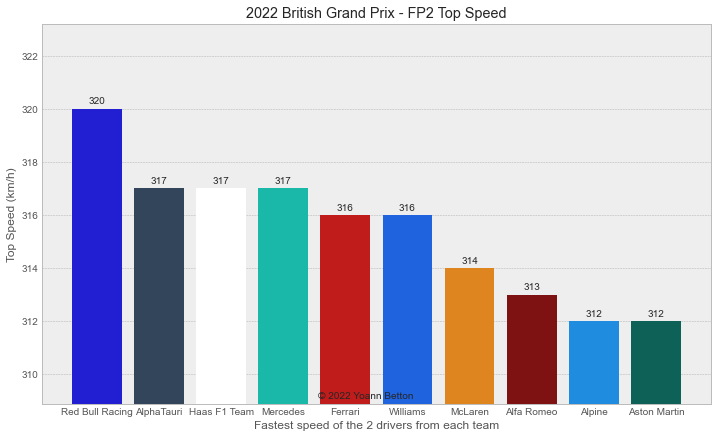 2022 British Grand Prix - FP2 Top Speed
Top Speed (km/h)
322
320
318
316
314
312
310
320
317
317
317
316
316
314
313
312
312
© 2022 Yoann Betton
Red Bull Racing
AlphaTauri
Haas F1 Team
Mercedes
Ferrari
Williams
McLaren
Alfa Romeo
Alpine
Aston Martin
Fastest speed of the 2 drivers from each team